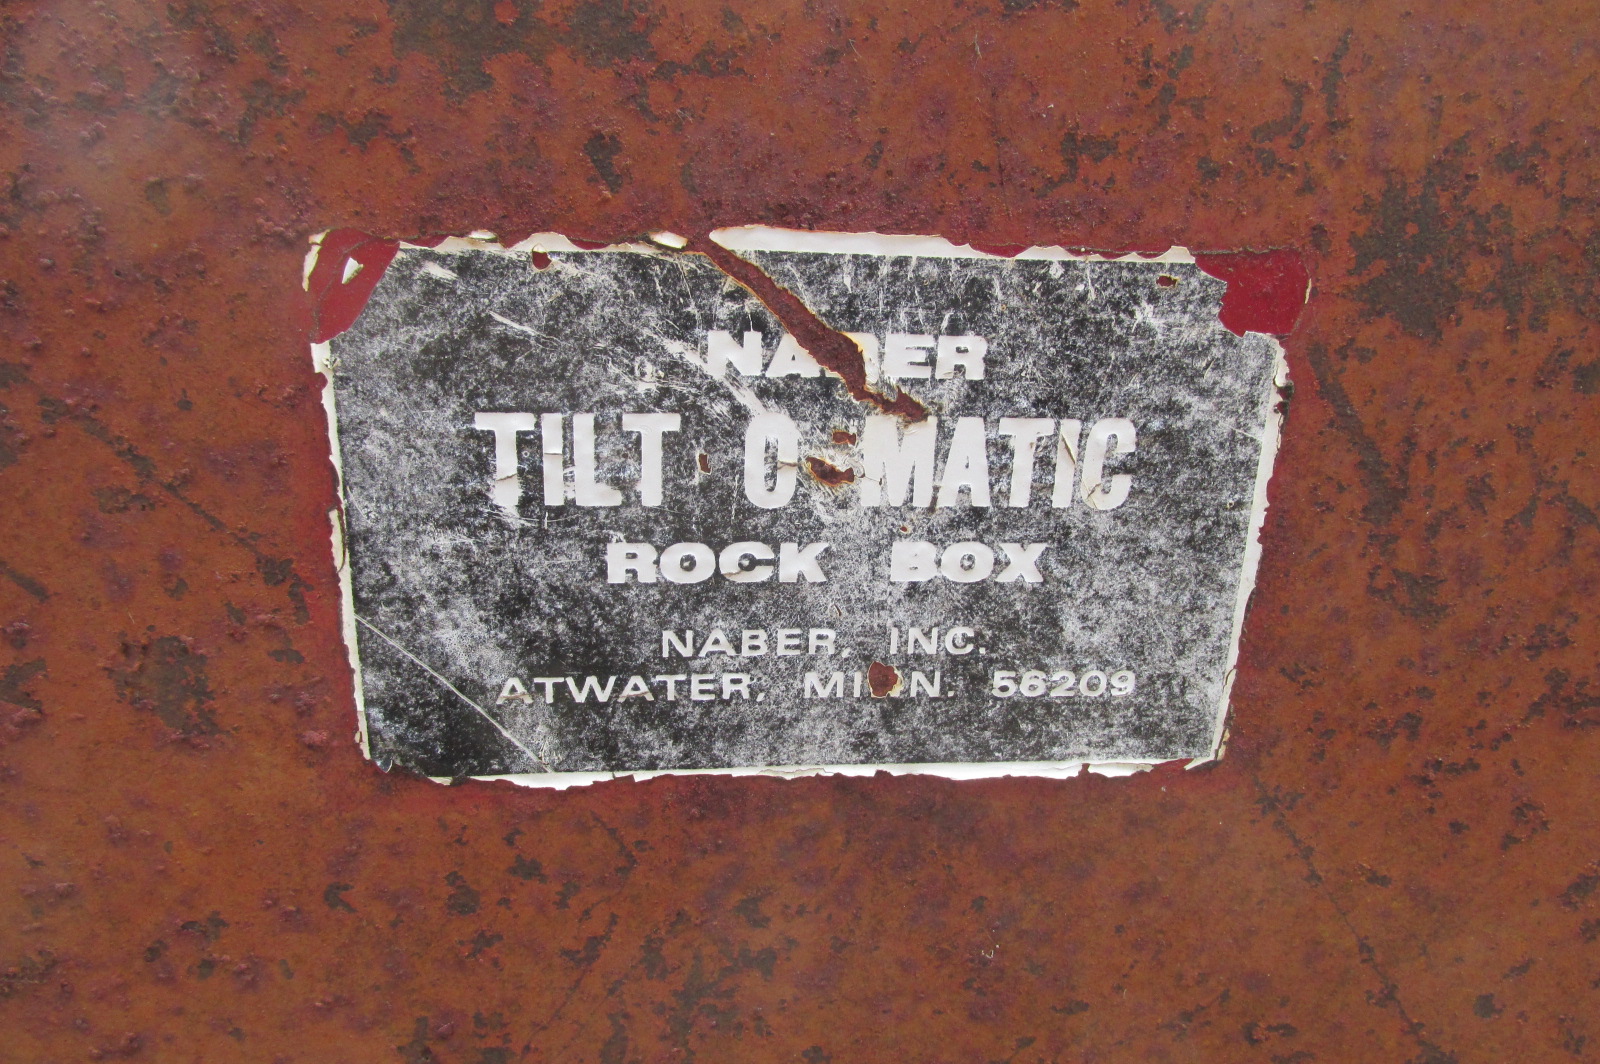 NABER
TILT O MATIC
ROCK BOX
NABER, INC.
ATWATER, MINN. 56209